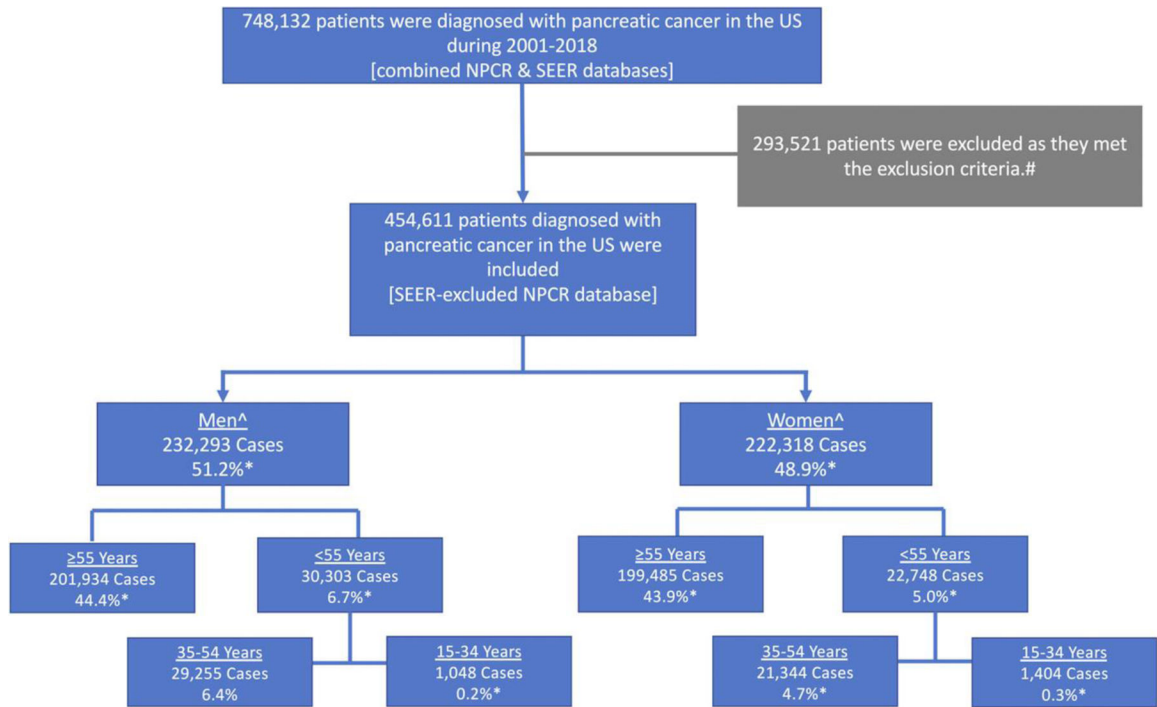 748,132 patients were diagnosed with pancreatic cancer in the US
during 2001-2018
[combined NPCR & SEER databases]
293,521 patients were excluded as they met
the exclusion criteria.#
454,611 patients diagnosed with
pancreatic cancer in the US were
included
[SEER-excluded NPCR database]
Men^
232,293 Cases
51.2%*
Women^
222,318 Cases
48.9%*
≥55 Years
201,934 Cases
44.4%*
<55 Years
30,303 Cases
6.7%*
≥55 Years
199,485 Cases
43.9%*
<55 Years
22,748 Cases
5.0%*
35-54 Years
29,255 Cases
6.4%
15-34 Years
1,048 Cases
0.2%*
35-54 Years
21,344 Cases
4.7%*
15-34 Years
1,404 Cases
0.3%*